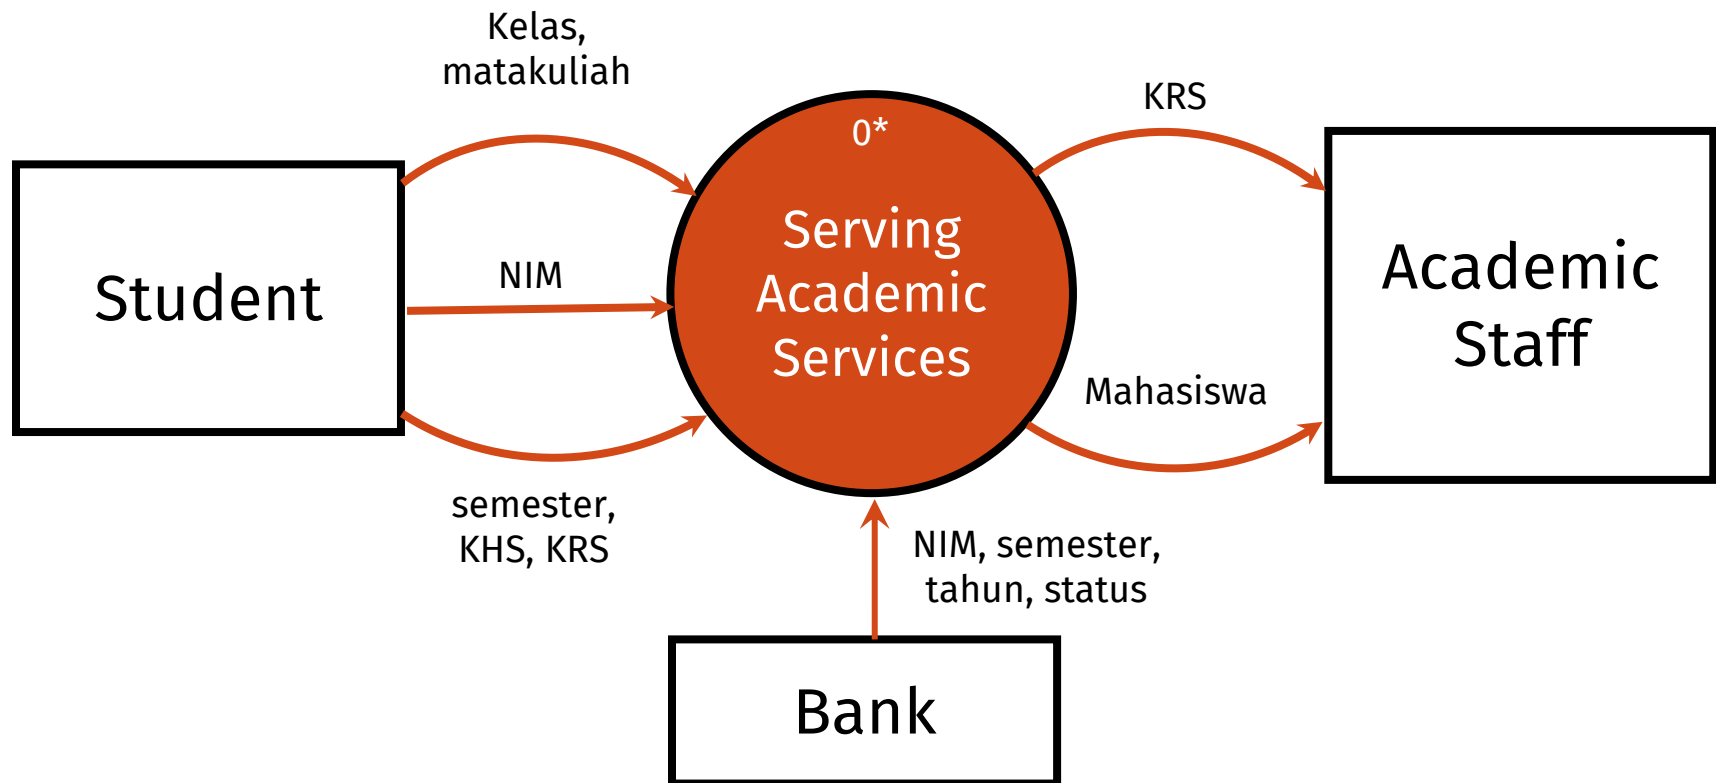 Kelas,
matakuliah
KRS
0*
Serving
Academic
Services
Student
NIM
Academic
Staff
Mahasiswa
semester,
KHS, KRS
NIM, semester,
tahun, status
Bank